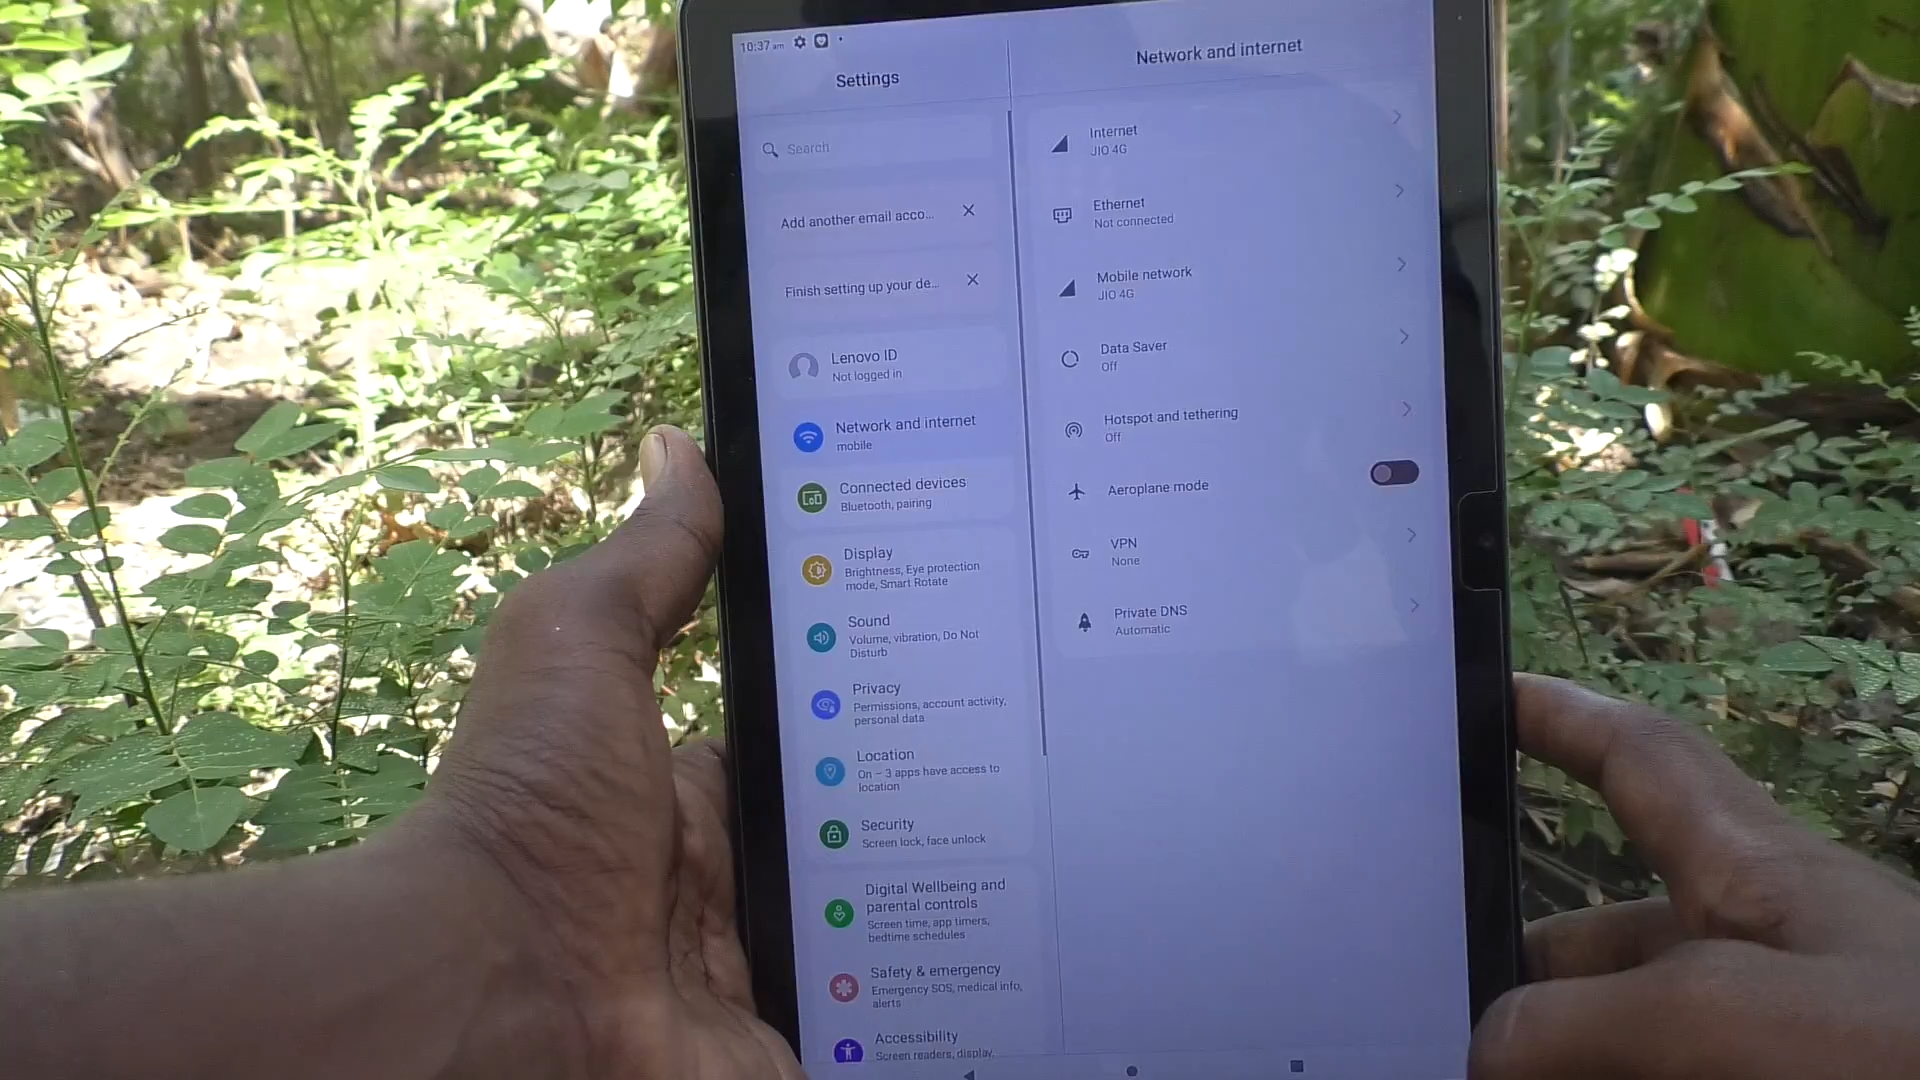 10:37 am
Settings
Search
Add another email acco...
Finish setting up your de...
Lenovo ID
Not logged in
Network and internet
mobile
Connected devices
Bluetooth, pairing
Display
Brightness, Eye protection
mode, Smart Rotate
Sound
Volume, vibration, Do Not
Disturb
Privacy
Permissions, account activity,
personal data
Location
On – 3 apps have access to
location
Security
Screen lock, face unlock
Digital Wellbeing and
parental controls
Screen time, app timers,
bedtime schedules
Safety & emergency
Emergency SOS, medical info,
alerts
Accessibility
Screen readers, display,
Network and internet
Internet
JIO 4G
Ethernet
Not connected
Mobile network
JIO 4G
Data Saver
Off
Hotspot and tethering
Off
Aeroplane mode
VPN
None
Private DNS
Automatic